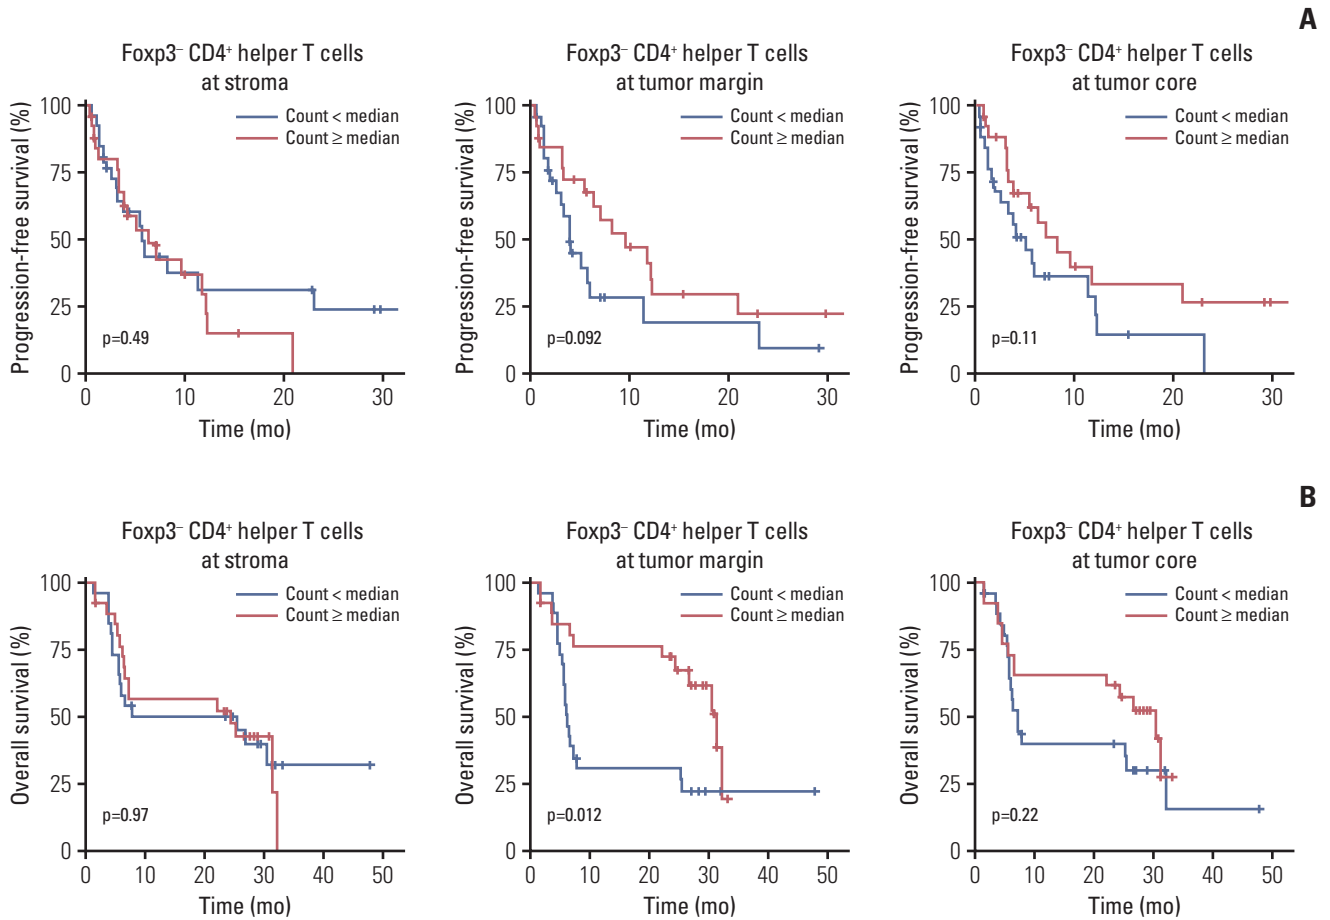 A
Foxp3⁻ CD4⁺ helper T cells
at stroma
Progression-free survival (%)
100
75
50
25
0
Count < median
Count ≥ median
p=0.49
0 10 20 30
Time (mo)
Foxp3⁻ CD4⁺ helper T cells
at tumor margin
Progression-free survival (%)
100
75
50
25
0
Count < median
Count ≥ median
p=0.092
0 10 20 30
Time (mo)
Foxp3⁻ CD4⁺ helper T cells
at tumor core
Progression-free survival (%)
100
75
50
25
0
Count < median
Count ≥ median
p=0.11
0 10 20 30
Time (mo)
B
Foxp3⁻ CD4⁺ helper T cells
at stroma
Overall survival (%)
100
75
50
25
0
Count < median
Count ≥ median
p=0.97
0 10 20 30 40 50
Time (mo)
Foxp3⁻ CD4⁺ helper T cells
at tumor margin
Overall survival (%)
100
75
50
25
0
Count < median
Count ≥ median
p=0.012
0 10 20 30 40 50
Time (mo)
Foxp3⁻ CD4⁺ helper T cells
at tumor core
Overall survival (%)
100
75
50
25
0
Count < median
Count ≥ median
p=0.22
0 10 20 30 40 50
Time (mo)